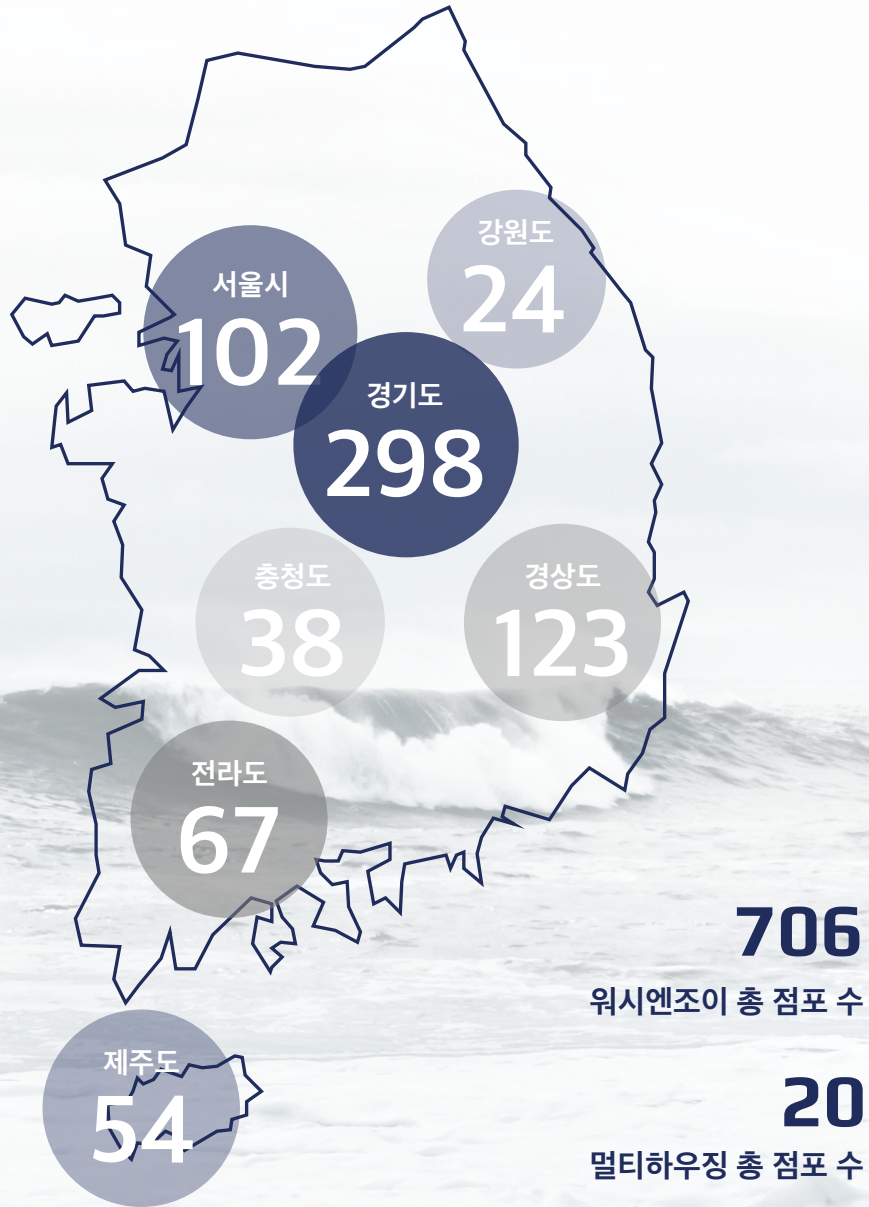 강원도
24
서울시
102
경기도
298
충청도
38
경상도
123
전라도
67
706
워시엔조이 총 점포 수
제주도
54
20
멀티하우징 총 점포 수